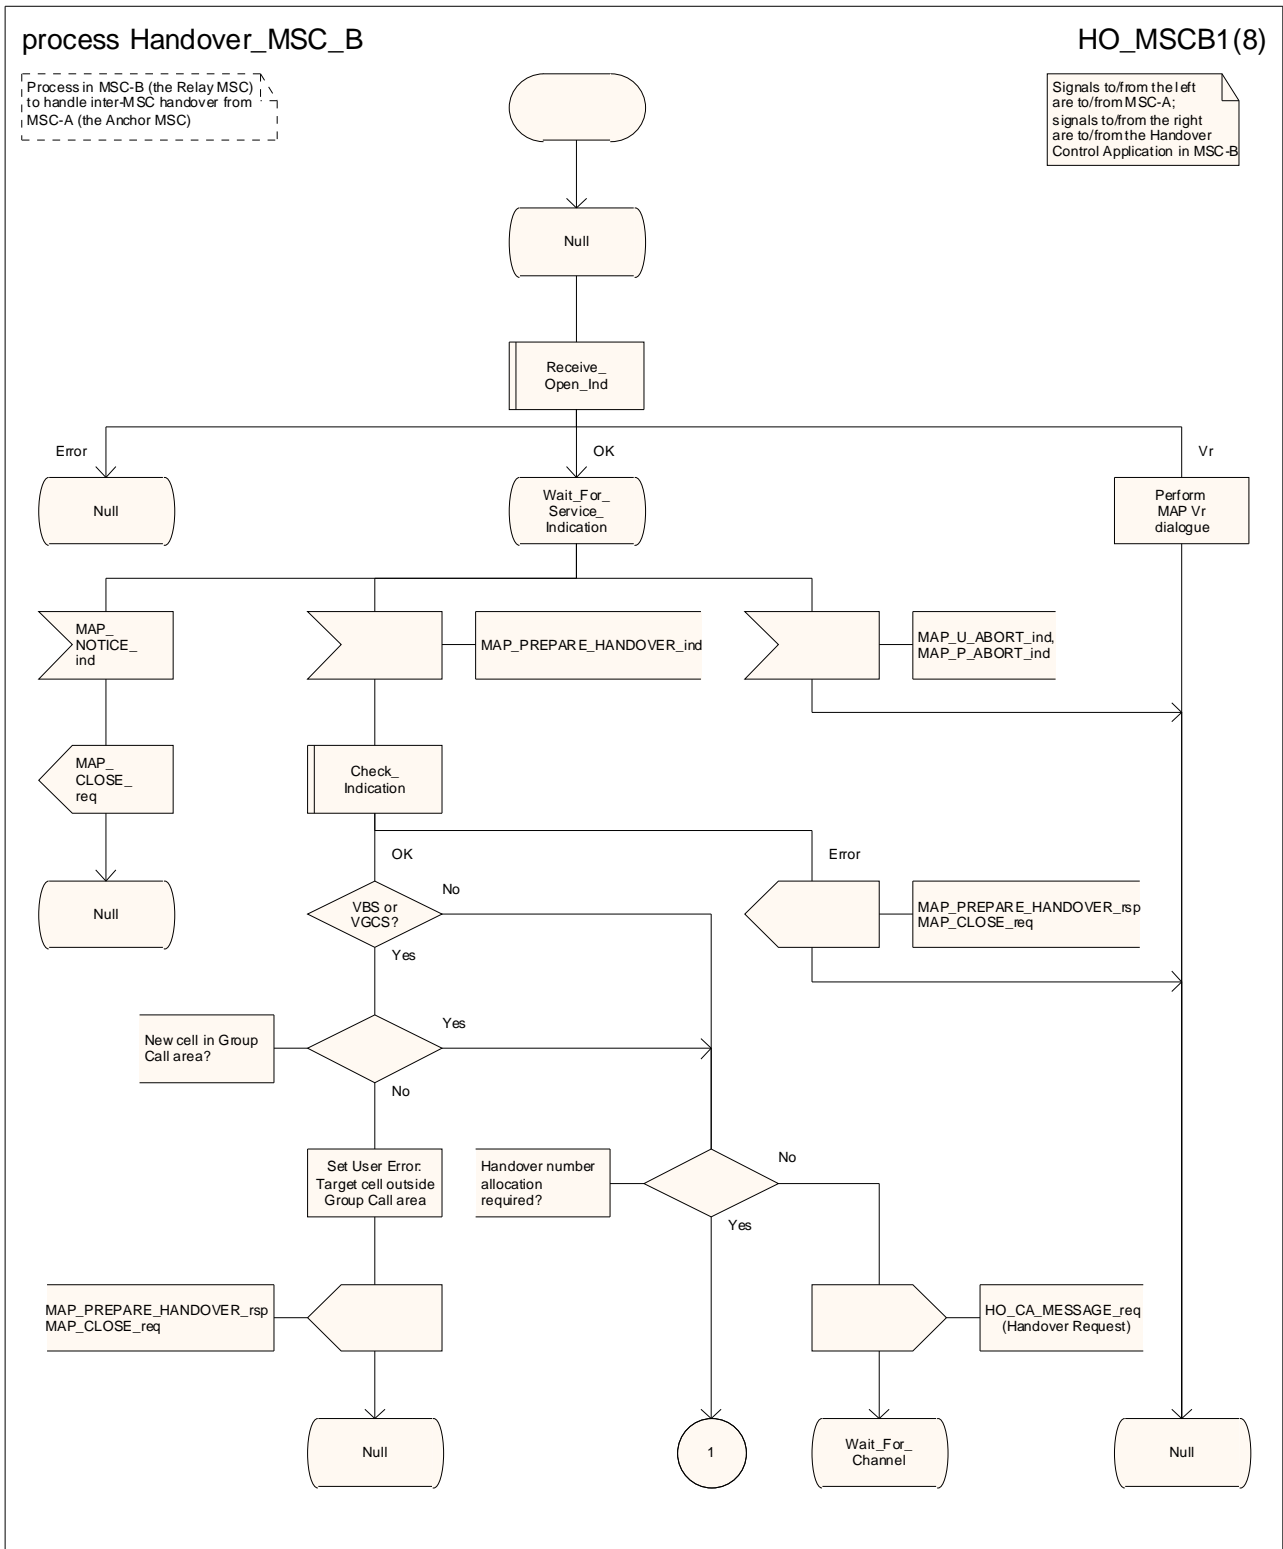 process Handover_MSC_B
HO_MSCB1(8)
Process in MSC-B (the Relay MSC)
to handle inter-MSC handover from
MSC-A (the Anchor MSC)
Signals to/from the left
are to/from MSC-A;
signals to/from the right
are to/from the Handover
Control Application in MSC-B
Null
Receive_
Open_Ind
Error
OK
Vr
Null
Wait_For_
Service_
Indication
Perform
MAP Vr
dialogue
MAP_
NOTICE_
ind
MAP_PREPARE_HANDOVER_ind
MAP_U_ABORT_ind,
MAP_P_ABORT_ind
MAP_
CLOSE_
req
Check_
Indication
OK
Error
Null
VBS or
VGCS?
No
Yes
MAP_PREPARE_HANDOVER_rsp
MAP_CLOSE_req
New cell in Group
Call area?
Yes
No
Set User Error:
Target cell outside
Group Call area
Handover number
allocation
required?
No
Yes
MAP_PREPARE_HANDOVER_rsp
MAP_CLOSE_req
HO_CA_MESSAGE_req
(Handover Request)
Null
1
Wait_For_
Channel
Null